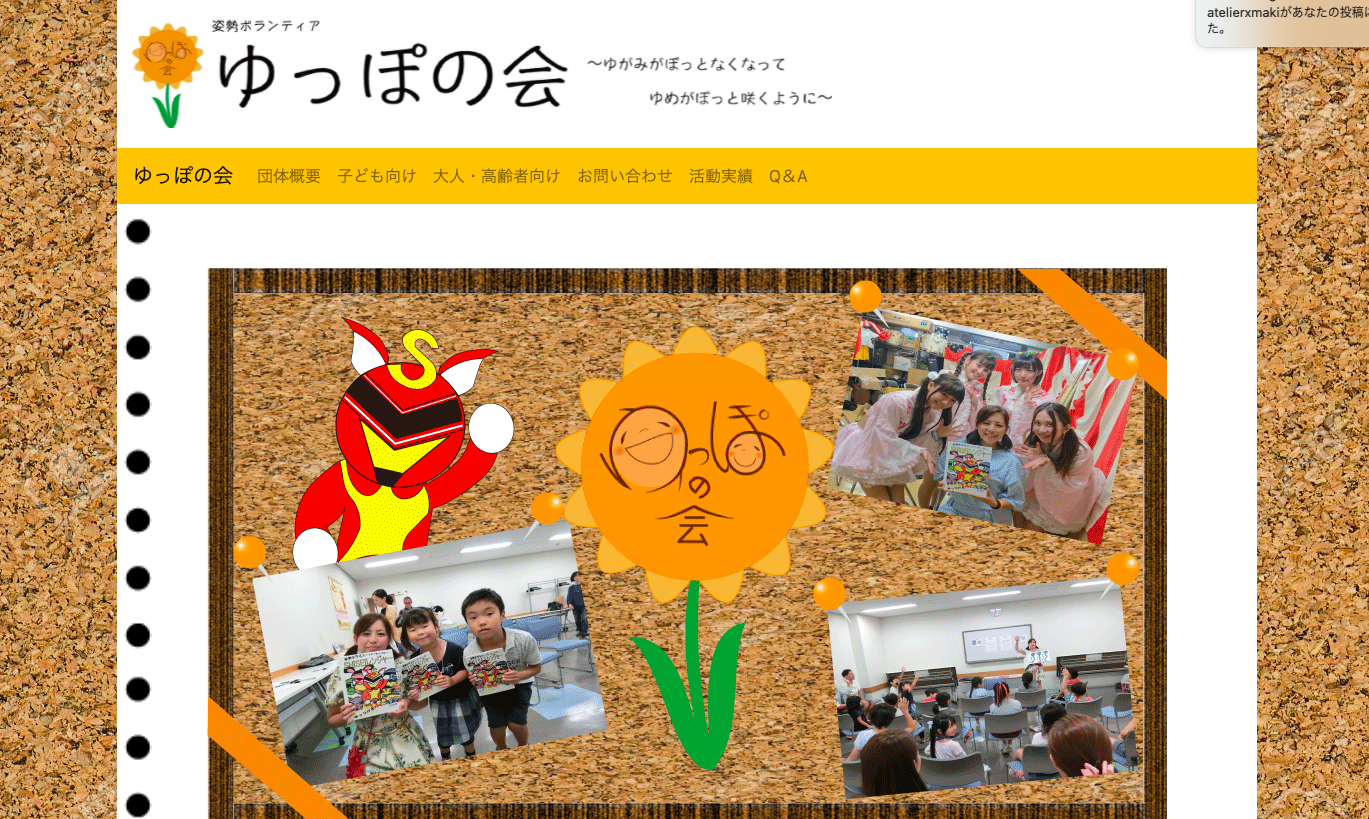 atelierxmakiがあなたの投稿に
た。
姿勢ボランティア
ゆっぽの会
〜ゆがみがぽっとなくなって
ゆめがぽっと咲くように〜
ゆっぽの会 団体概要 子ども向け 大人・高齢者向け お問い合わせ 活動実績 Q&A
S
ゆっぽ
の
会